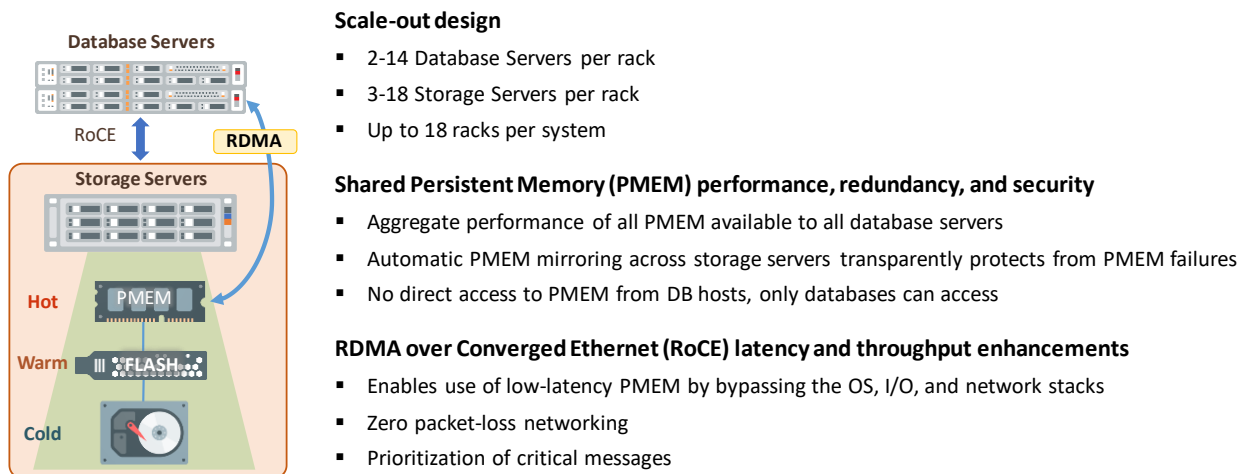 Database Servers
RoCE
RDMA
Storage Servers
Hot
PMEM
Warm
FLASH
Cold
Scale-out design
▪ 2-14 Database Servers per rack
▪ 3-18 Storage Servers per rack
▪ Up to 18 racks per system
Shared Persistent Memory (PMEM) performance, redundancy, and security
▪ Aggregate performance of all PMEM available to all database servers
▪ Automatic PMEM mirroring across storage servers transparently protects from PMEM failures
▪ No direct access to PMEM from DB hosts, only databases can access
RDMA over Converged Ethernet (RoCE) latency and throughput enhancements
▪ Enables use of low-latency PMEM by bypassing the OS, I/O, and network stacks
▪ Zero packet-loss networking
▪ Prioritization of critical messages